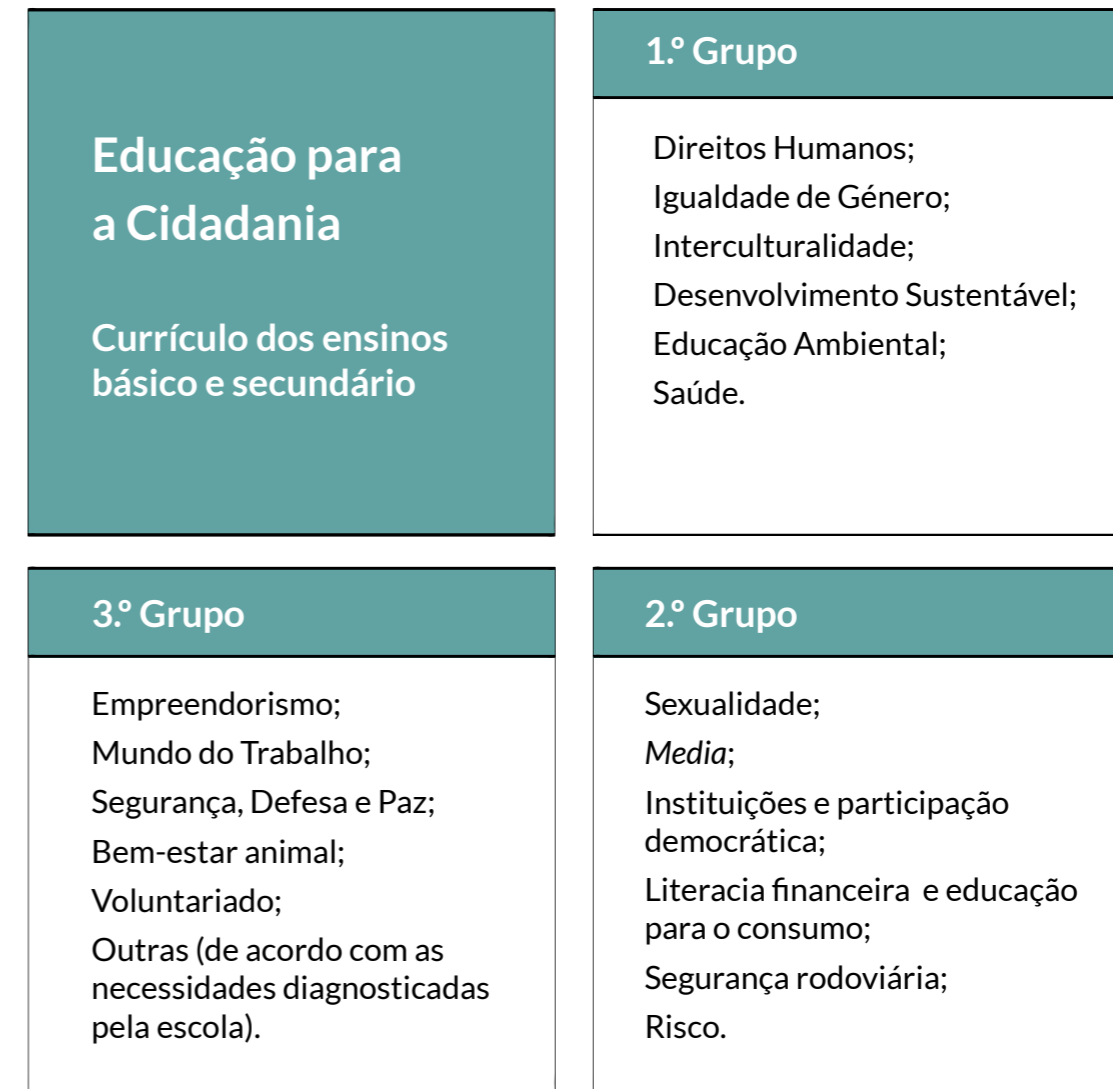 Educação para
a Cidadania
Currículo dos ensinos
básico e secundário
1.º Grupo
Direitos Humanos;
Igualdade de Género;
Interculturalidade;
Desenvolvimento Sustentável;
Educação Ambiental;
Saúde.
3.º Grupo
Empreendorismo;
Mundo do Trabalho;
Segurança, Defesa e Paz;
Bem-estar animal;
Voluntariado;
Outras (de acordo com as
necessidades diagnosticadas
pela escola).
2.º Grupo
Sexualidade;
Media;
Instituições e participação
democrática;
Literacia financeira e educação
para o consumo;
Segurança rodoviária;
Risco.